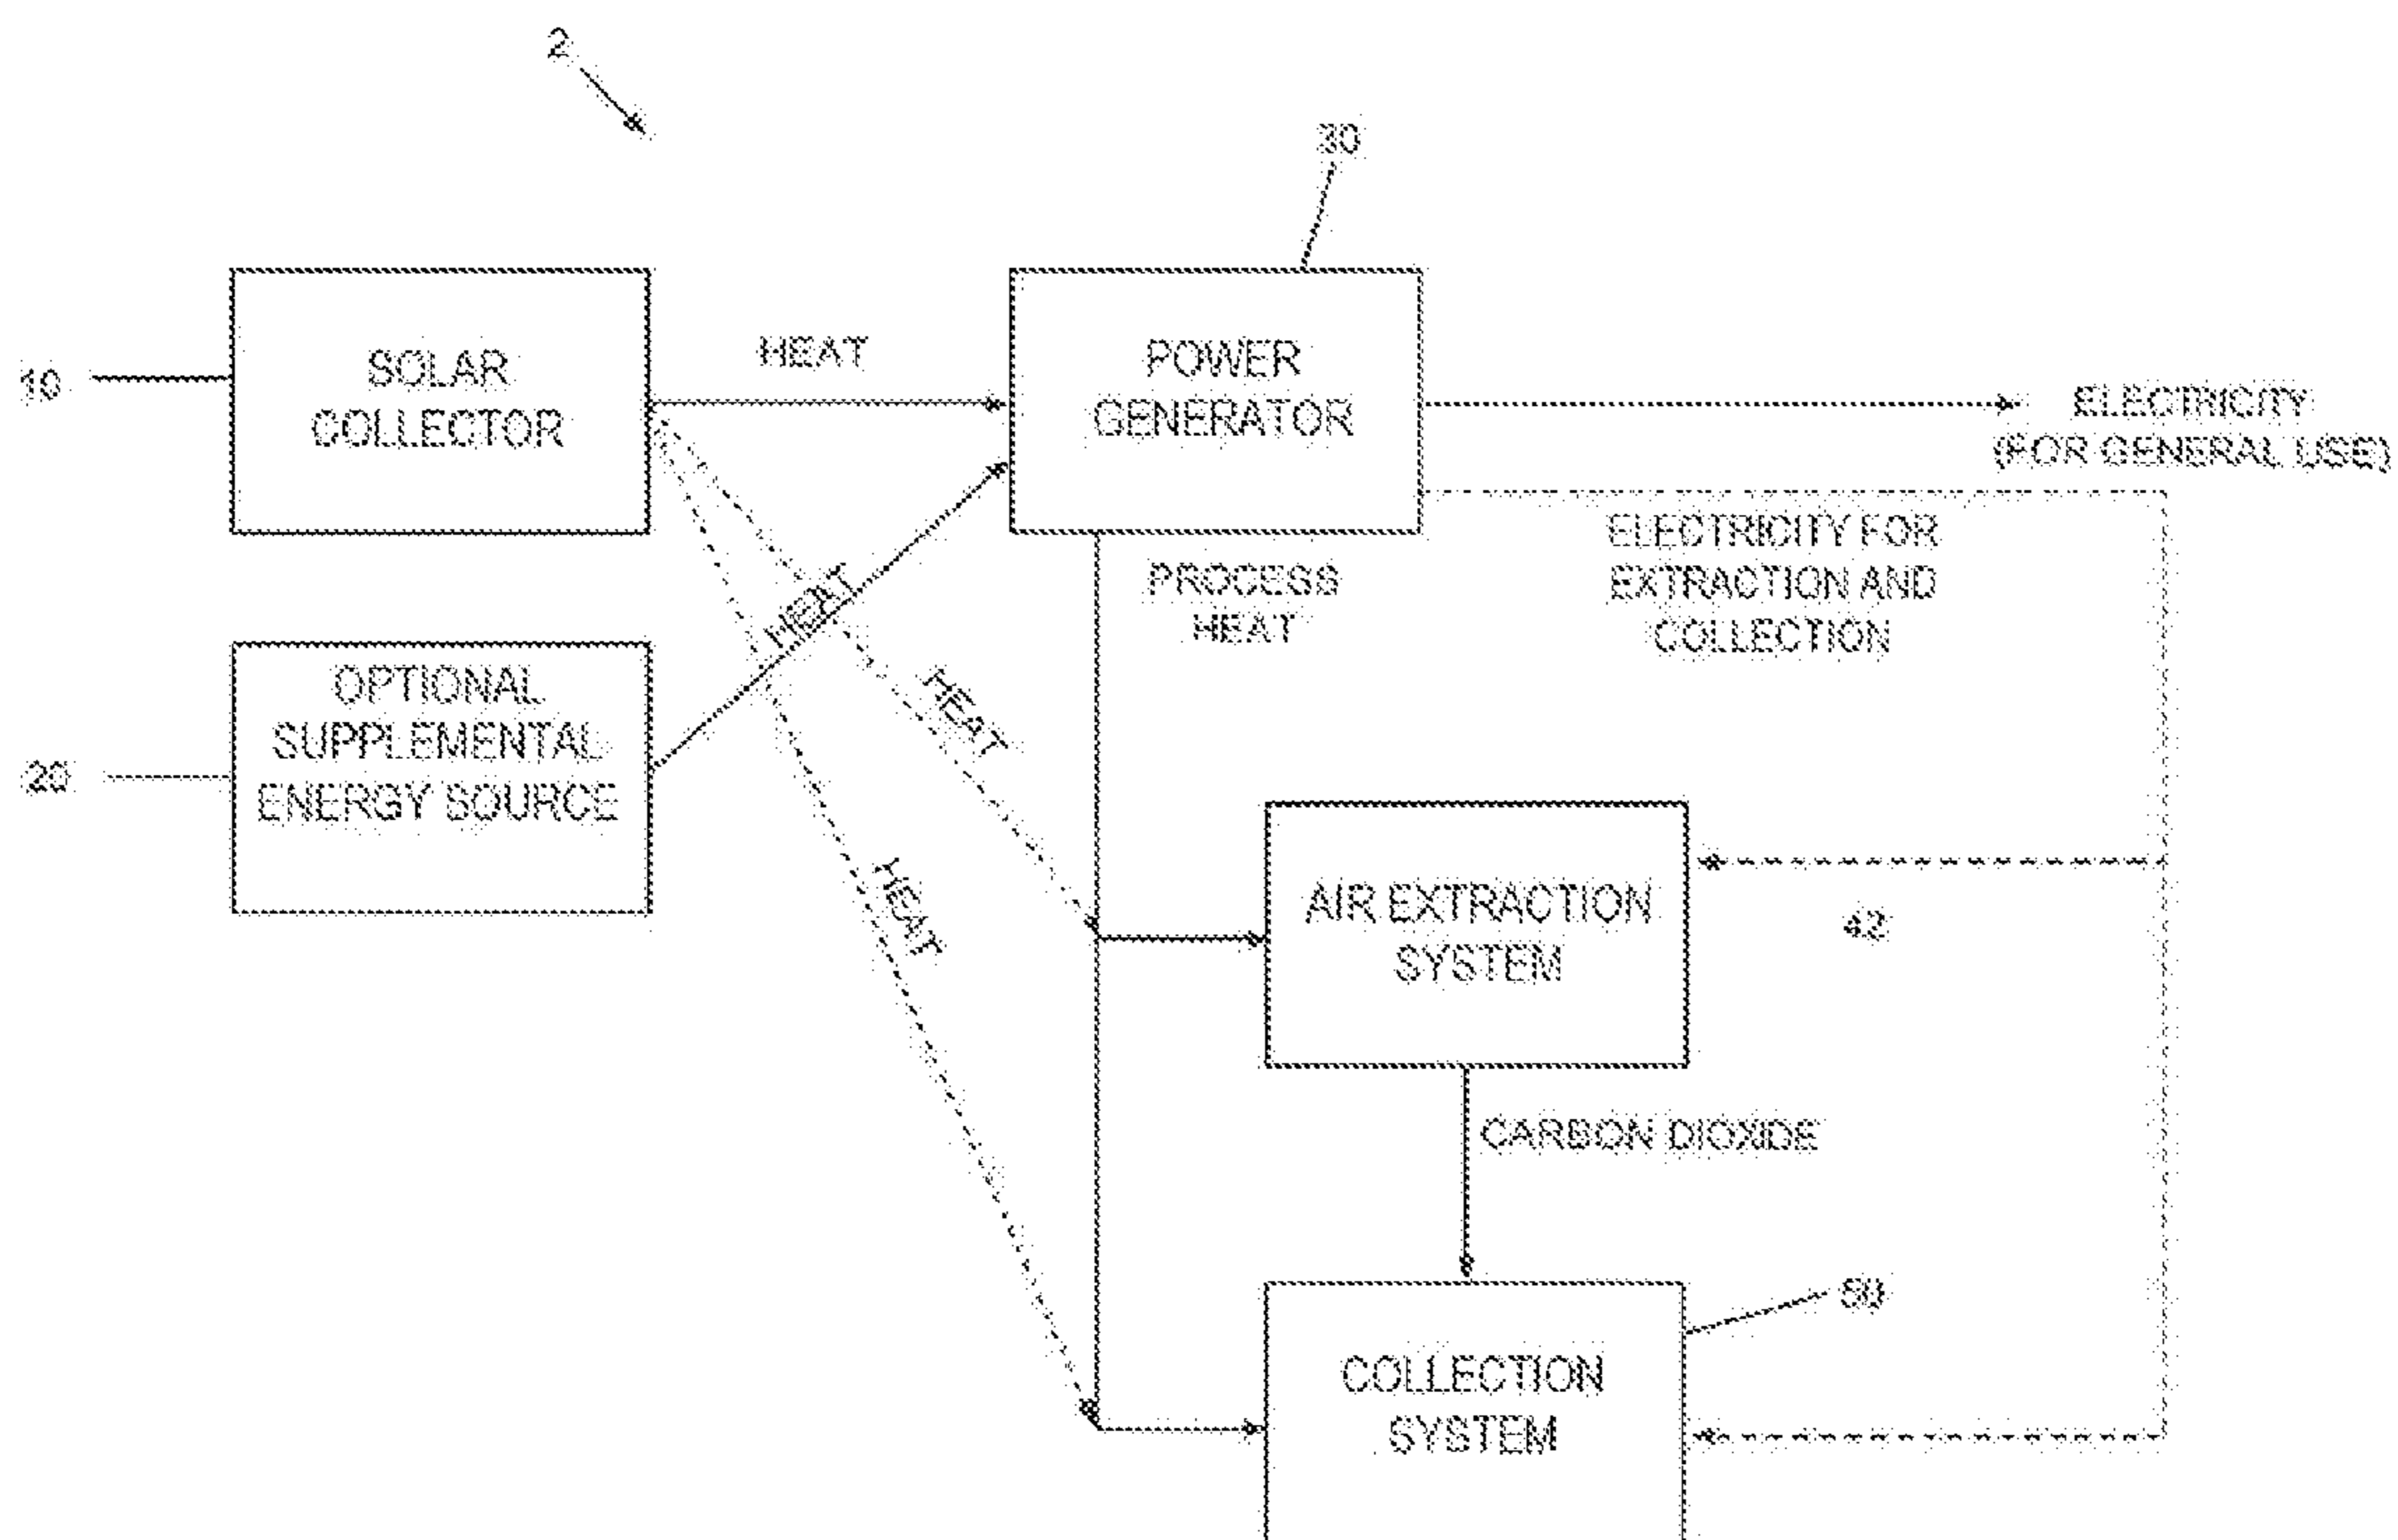 2
30
10
SOLAR
COLLECTOR
HEAT
POWER
GENERATOR
ELECTRICITY
(FOR GENERAL USE)
20
OPTIONAL
SUPPLEMENTAL
ENERGY SOURCE
HEAT
PROCESS
HEAT
ELECTRICITY FOR
EXTRACTION AND
COLLECTION
HEAT
HEAT
AIR EXTRACTION
SYSTEM
42
CARBON DIOXIDE
50
COLLECTION
SYSTEM